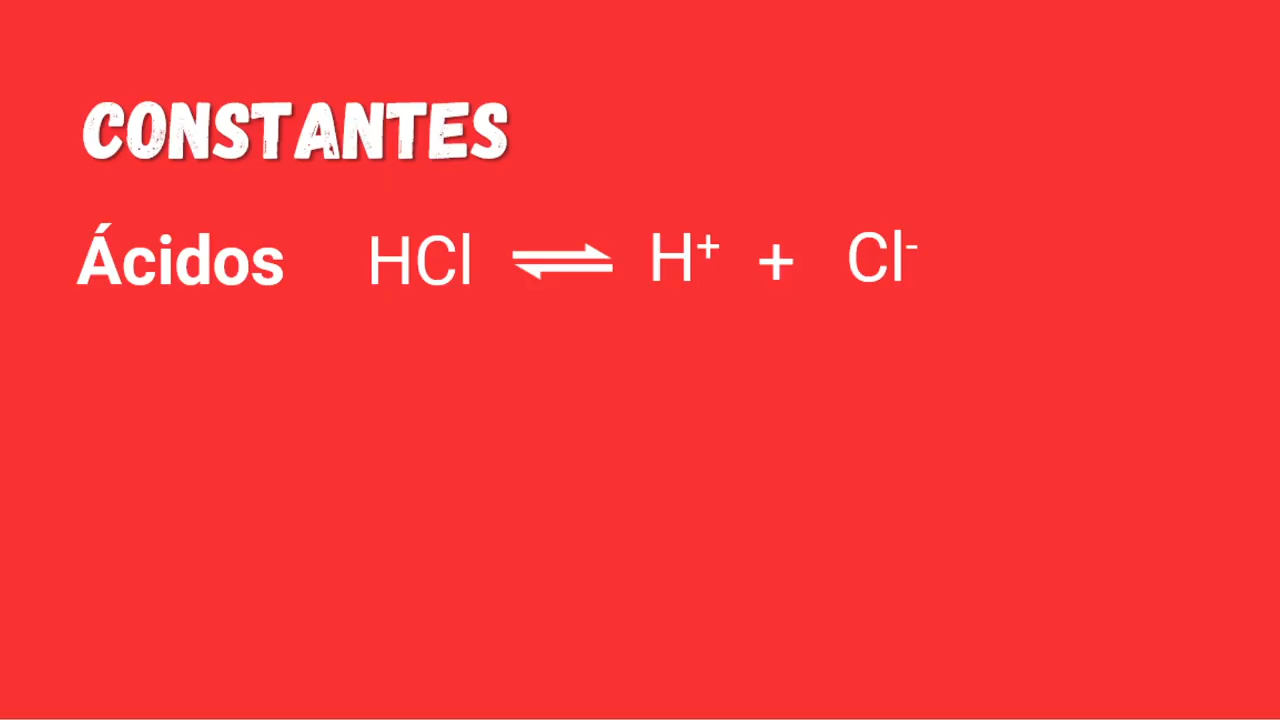 CONSTANTES
Ácidos HCl ⇌ H⁺ + Cl⁻